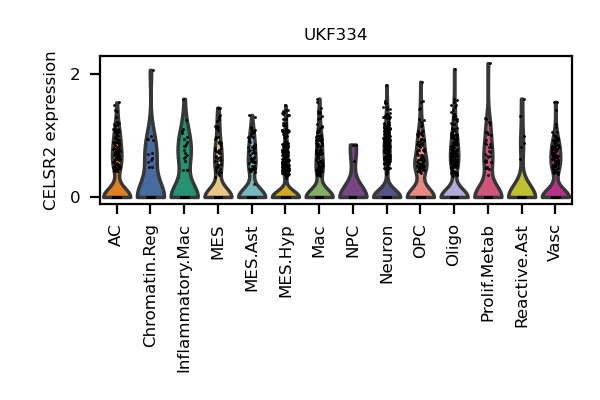 UKF334
CELSR2 expression
2
0
AC
Chromatin.Reg
Inflammatory.Mac
MES
MES.Ast
MES.Hyp
Mac
NPC
Neuron
OPC
Oligo
Prolif.Metab
Reactive.Ast
Vasc